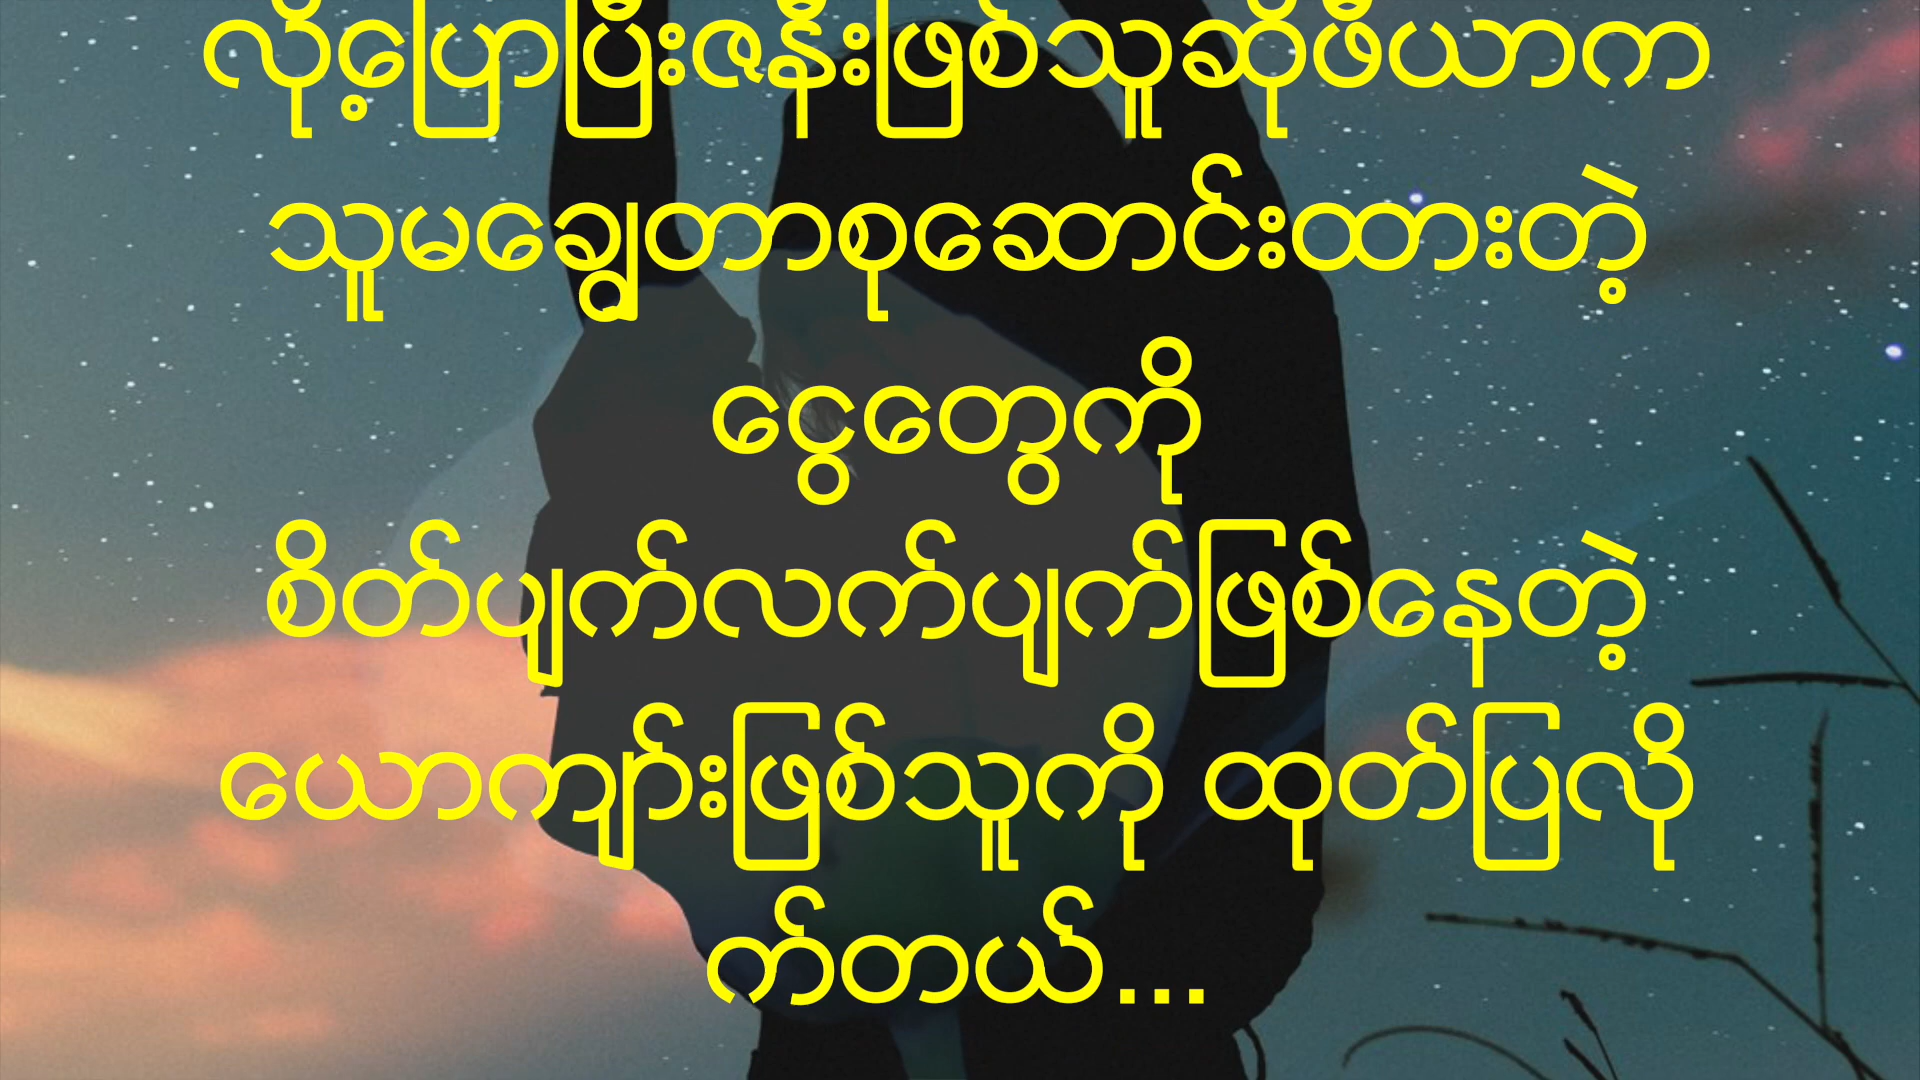 လို့ပြောပြီးဇနီးဖြစ်သူဆိုဖီယာက
သူမချွေတာစုဆောင်းထားတဲ့
ငွေတွေကို
စိတ်ပျက်လက်ပျက်ဖြစ်နေတဲ့
ယောကျာ်းဖြစ်သူကို ထုတ်ပြလို
က်တယ်...